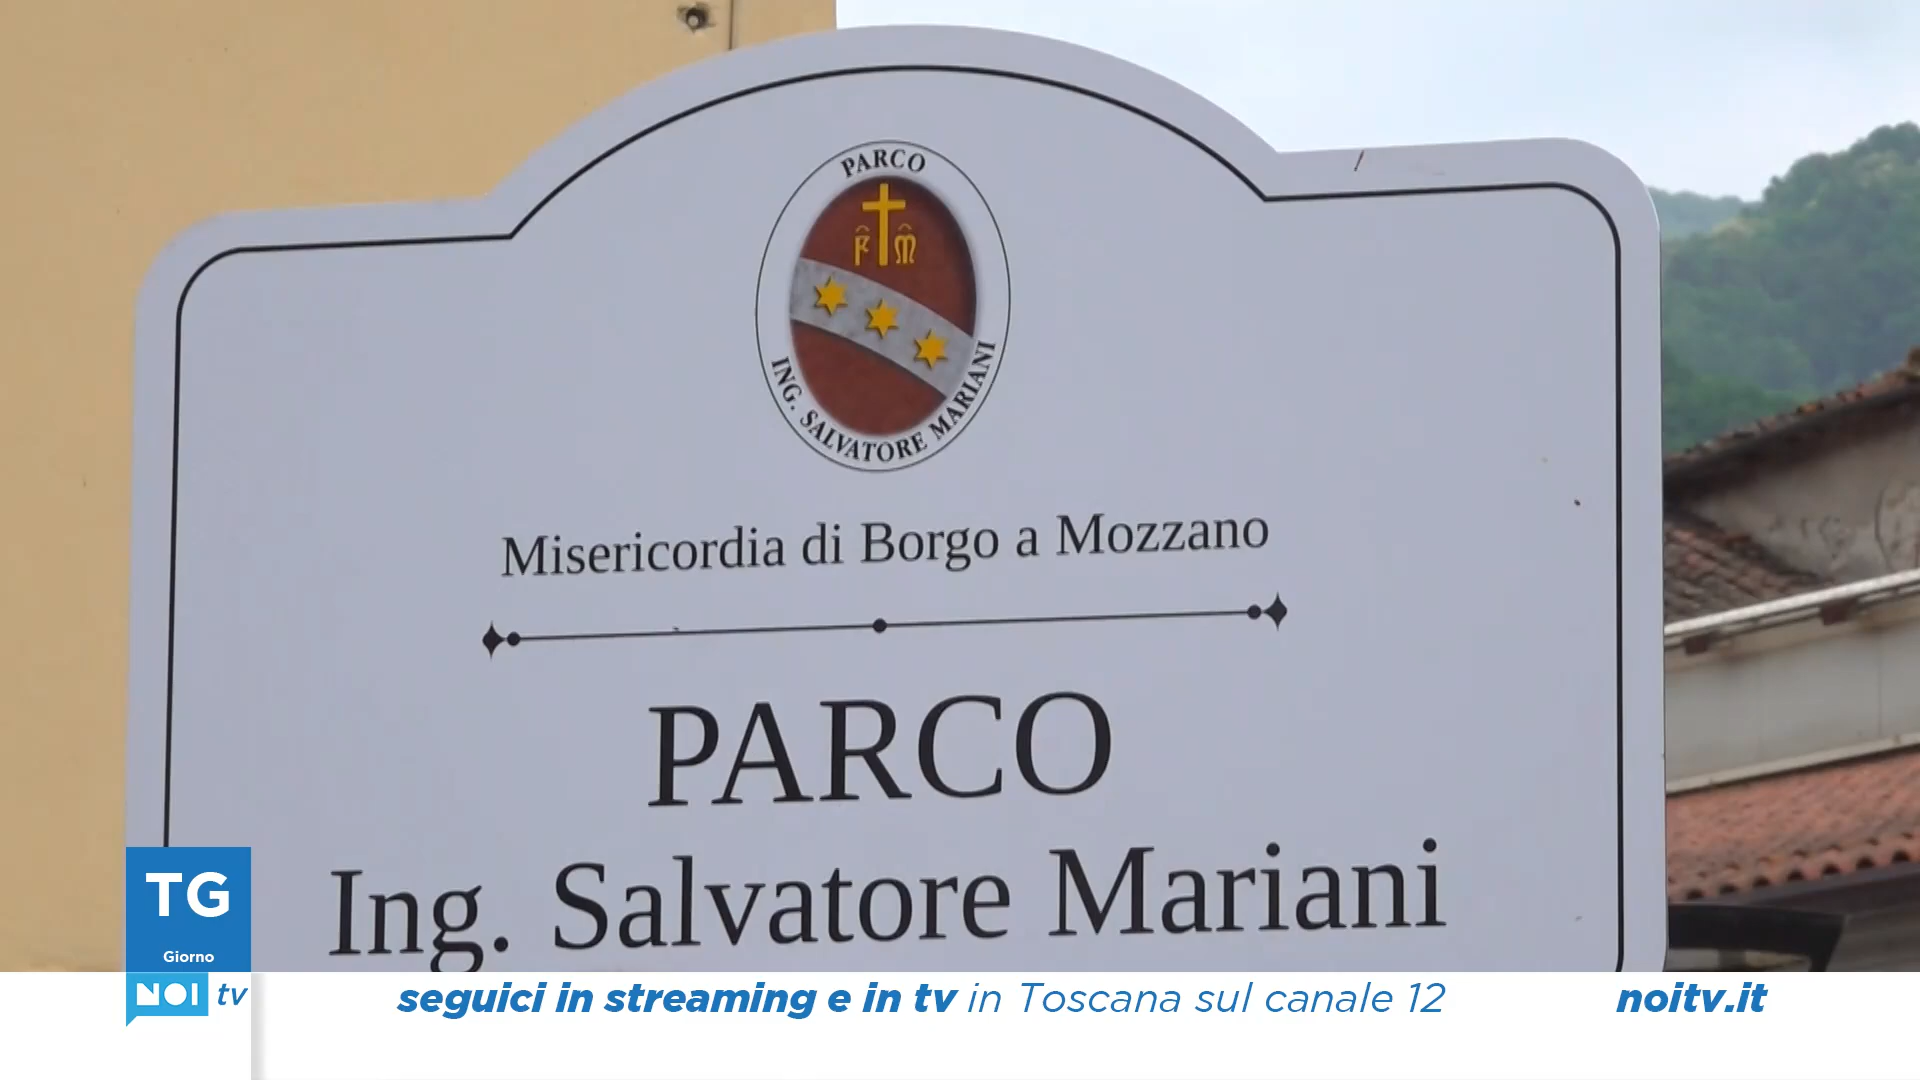 PARCO
F M
ING. SALVATORE MARIANI
Misericordia di Borgo a Mozzano
PARCO
Ing. Salvatore Mariani
TG
Giorno
NOI tv
seguici in streaming e in tv in Toscana sul canale 12
noitv.it